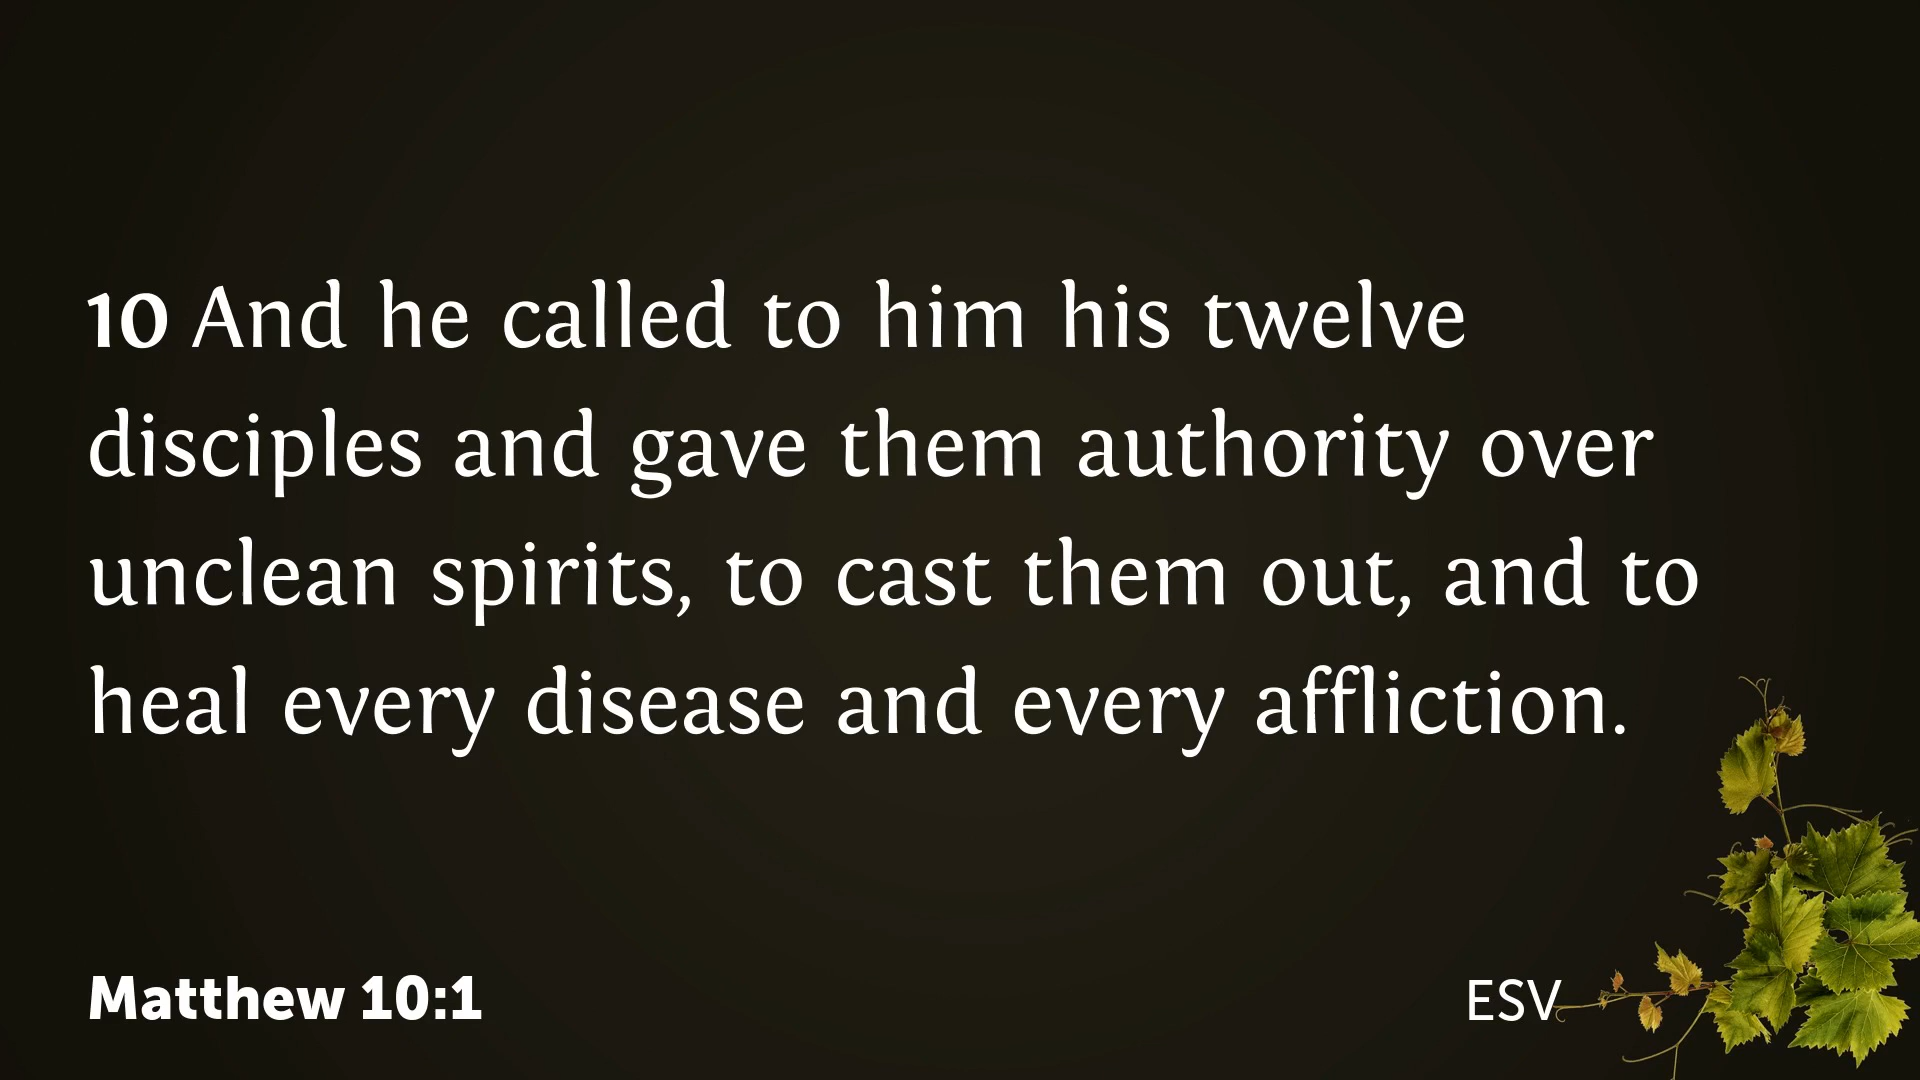 10 And he called to him his twelve
disciples and gave them authority over
unclean spirits, to cast them out, and to
heal every disease and every affliction.
Matthew 10:1
ESV